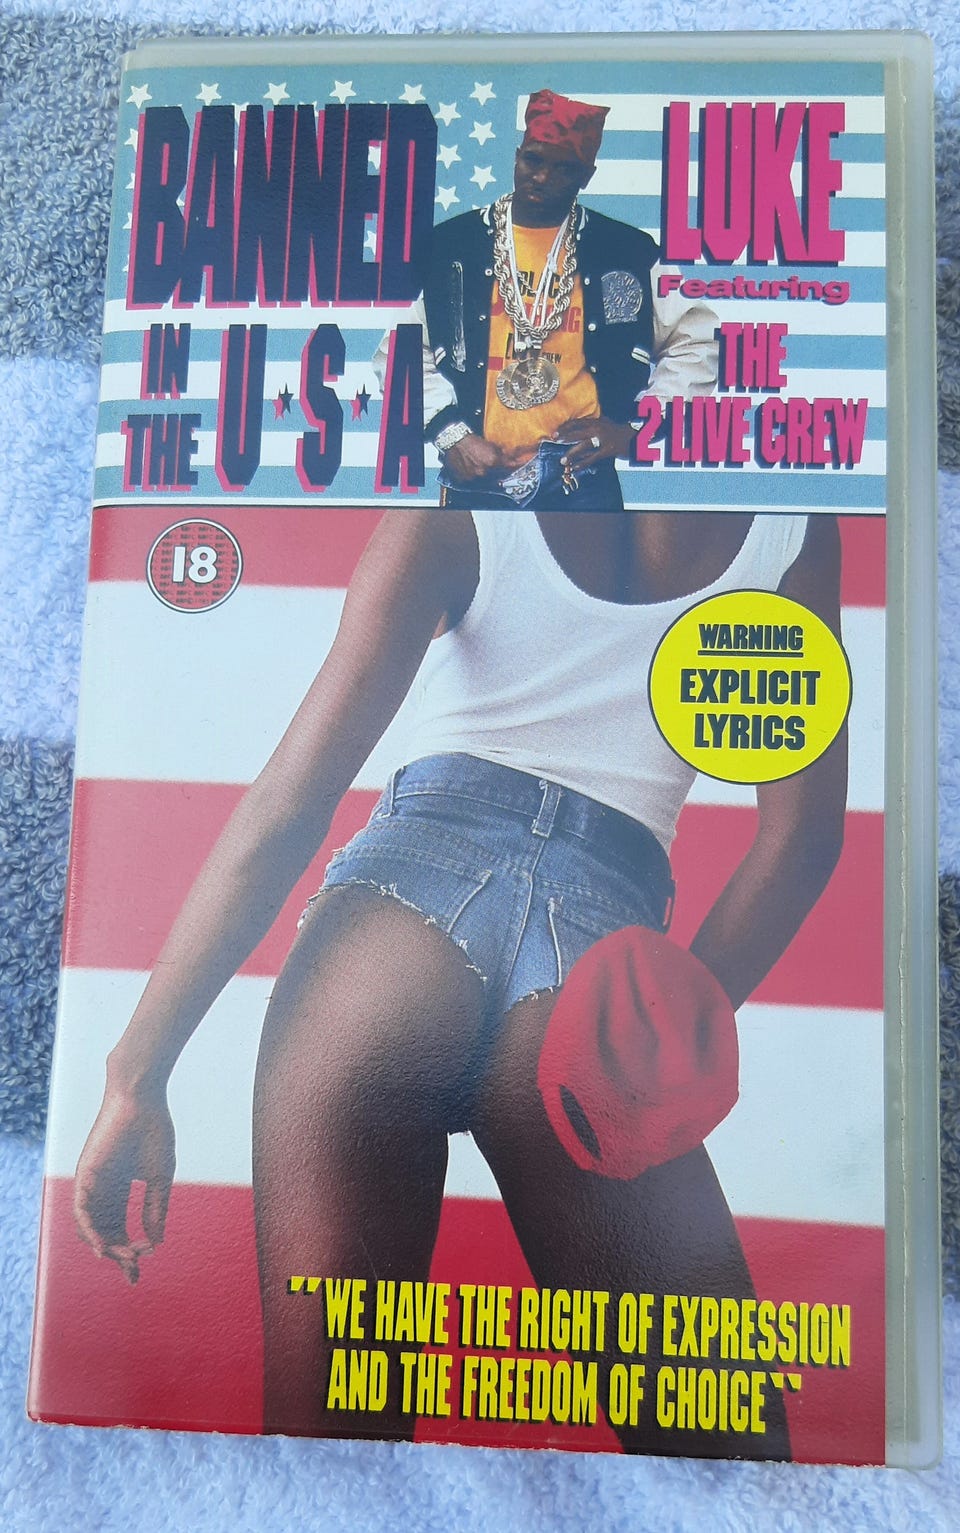 BANNED
IN
THE
U★S★A
LUKE
Featuring
THE
2 LIVE CREW
18
WARNING
EXPLICIT
LYRICS
"WE HAVE THE RIGHT OF EXPRESSION
AND THE FREEDOM OF CHOICE"